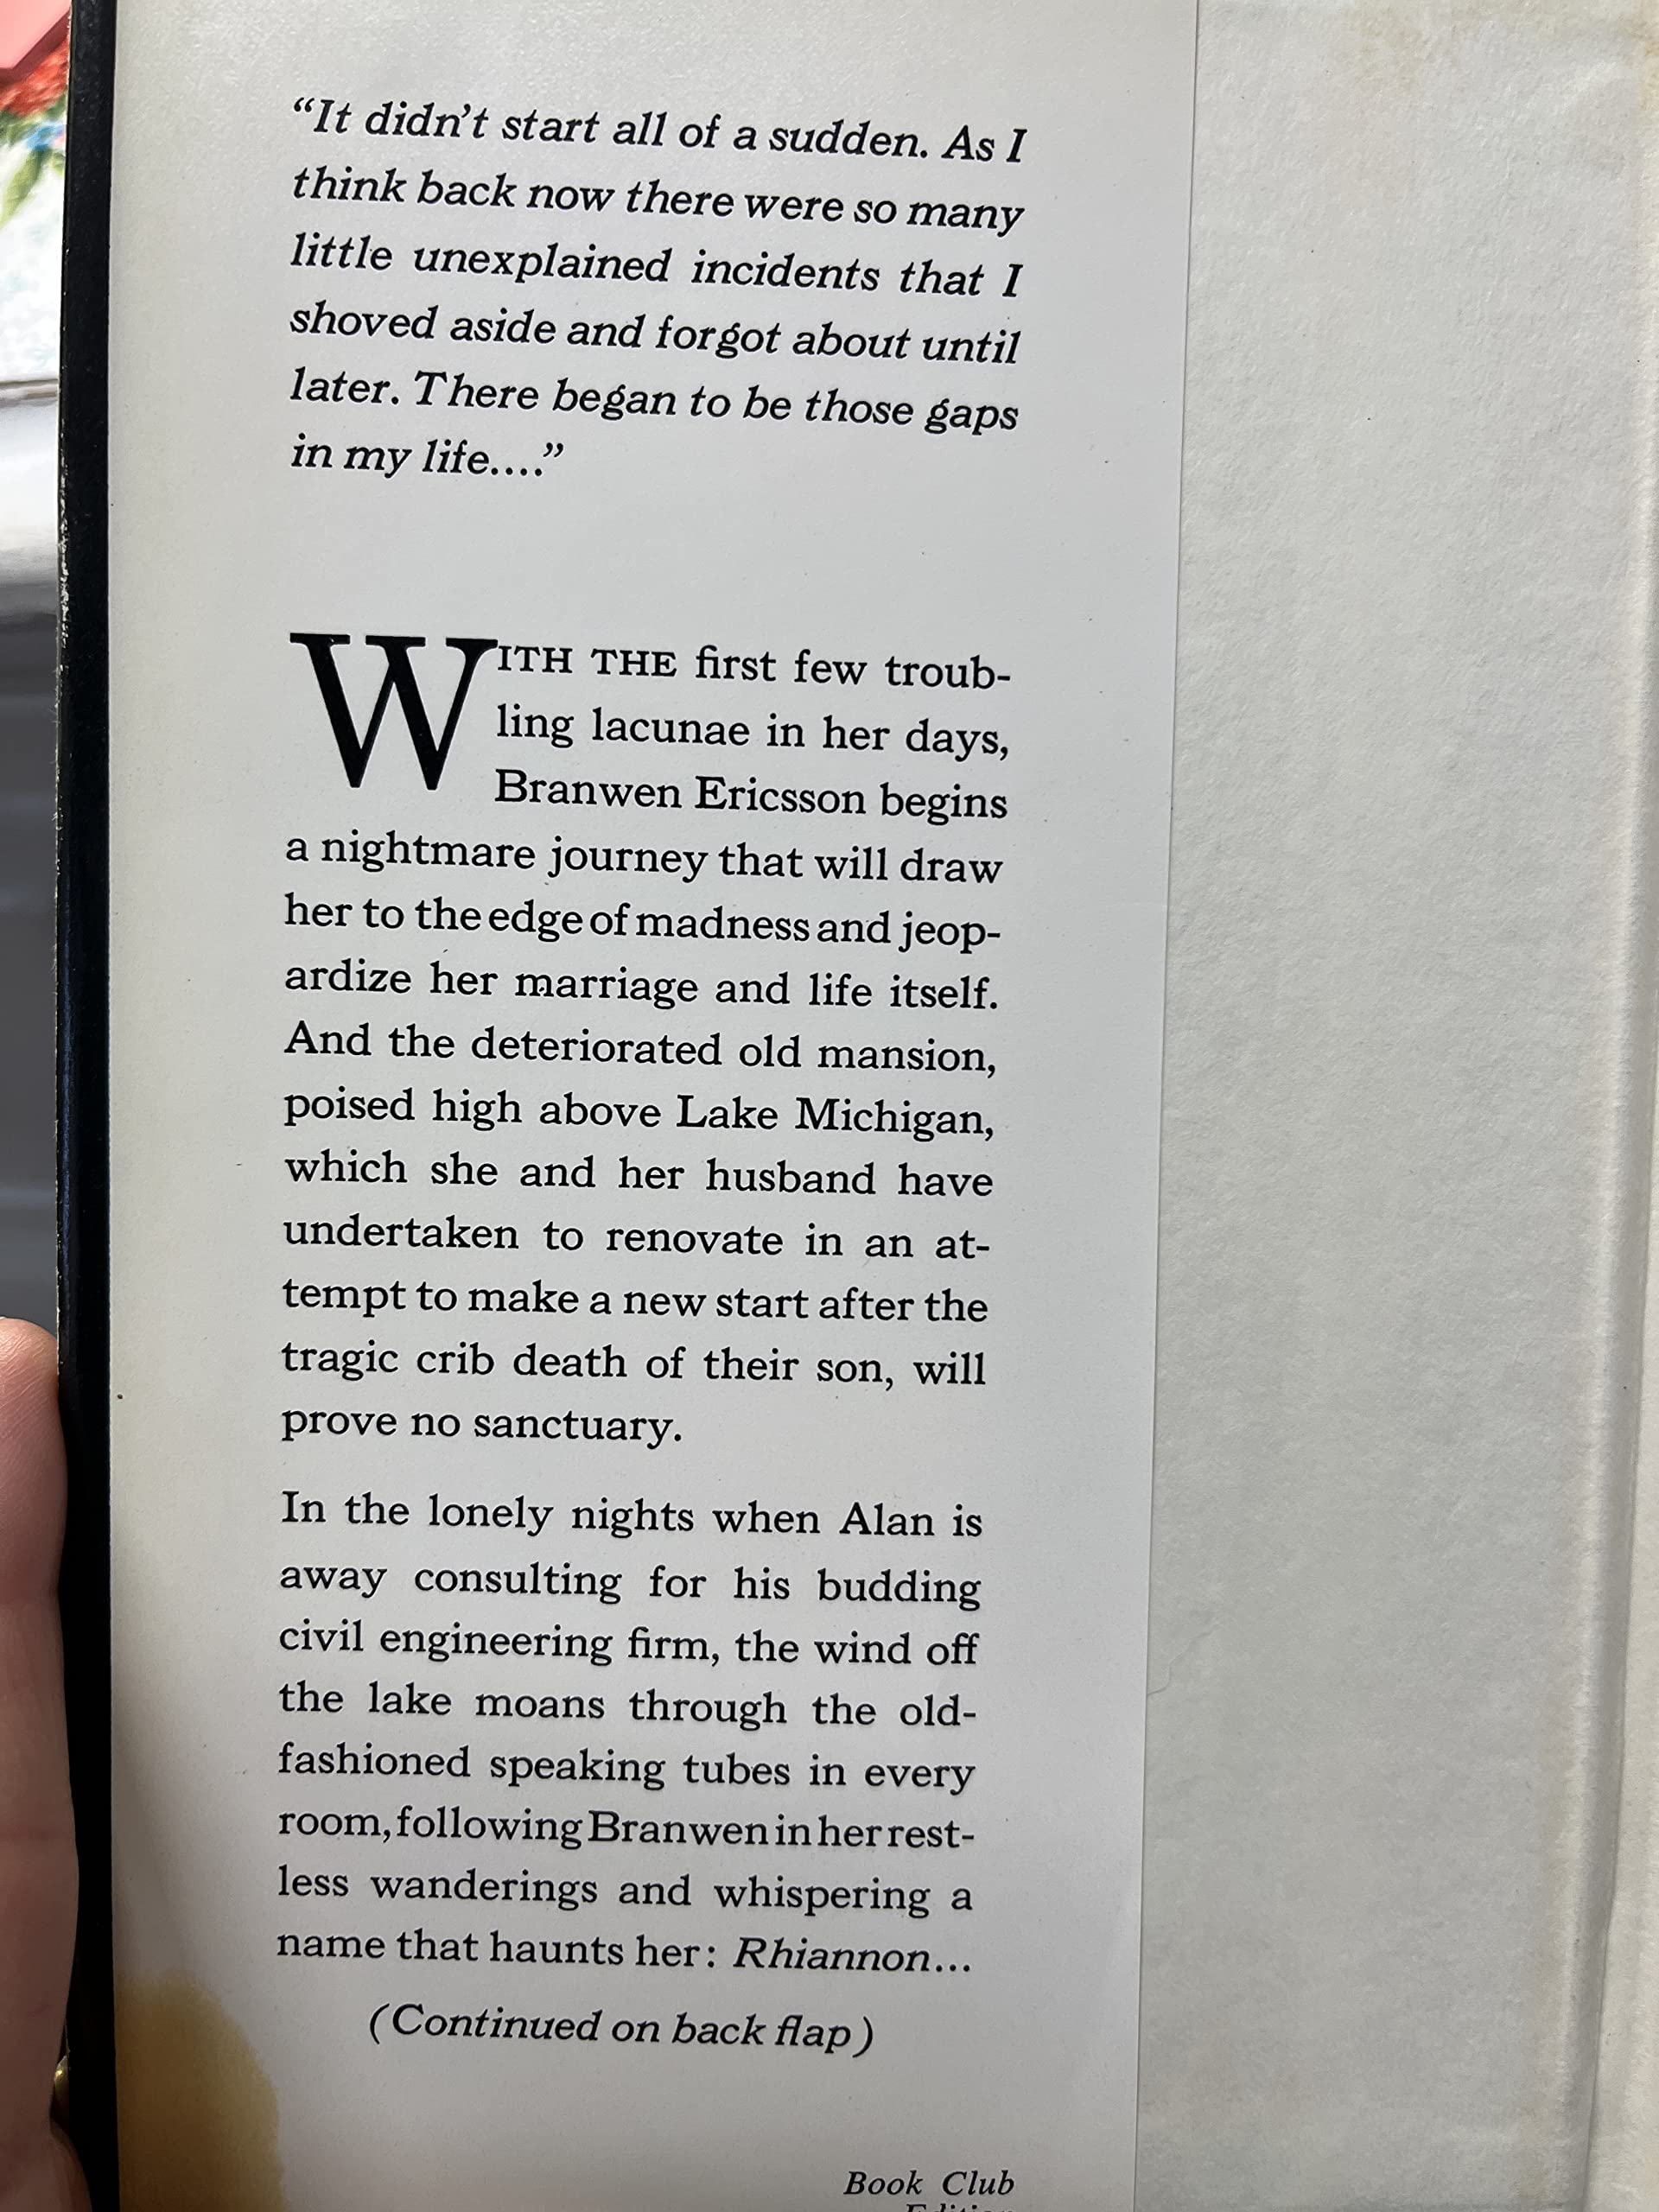 “It didn’t start all of a sudden. As I
think back now there were so many
little unexplained incidents that I
shoved aside and forgot about until
later. There began to be those gaps
in my life....”
WITH THE first few troub-
ling lacunae in her days,
Branwen Ericsson begins
a nightmare journey that will draw
her to the edge of madness and jeop-
ardize her marriage and life itself.
And the deteriorated old mansion,
poised high above Lake Michigan,
which she and her husband have
undertaken to renovate in an at-
tempt to make a new start after the
tragic crib death of their son, will
prove no sanctuary.
In the lonely nights when Alan is
away consulting for his budding
civil engineering firm, the wind off
the lake moans through the old-
fashioned speaking tubes in every
room, following Branwen in her rest-
less wanderings and whispering a
name that haunts her: Rhiannon...
(Continued on back flap)
Book Club
Edition